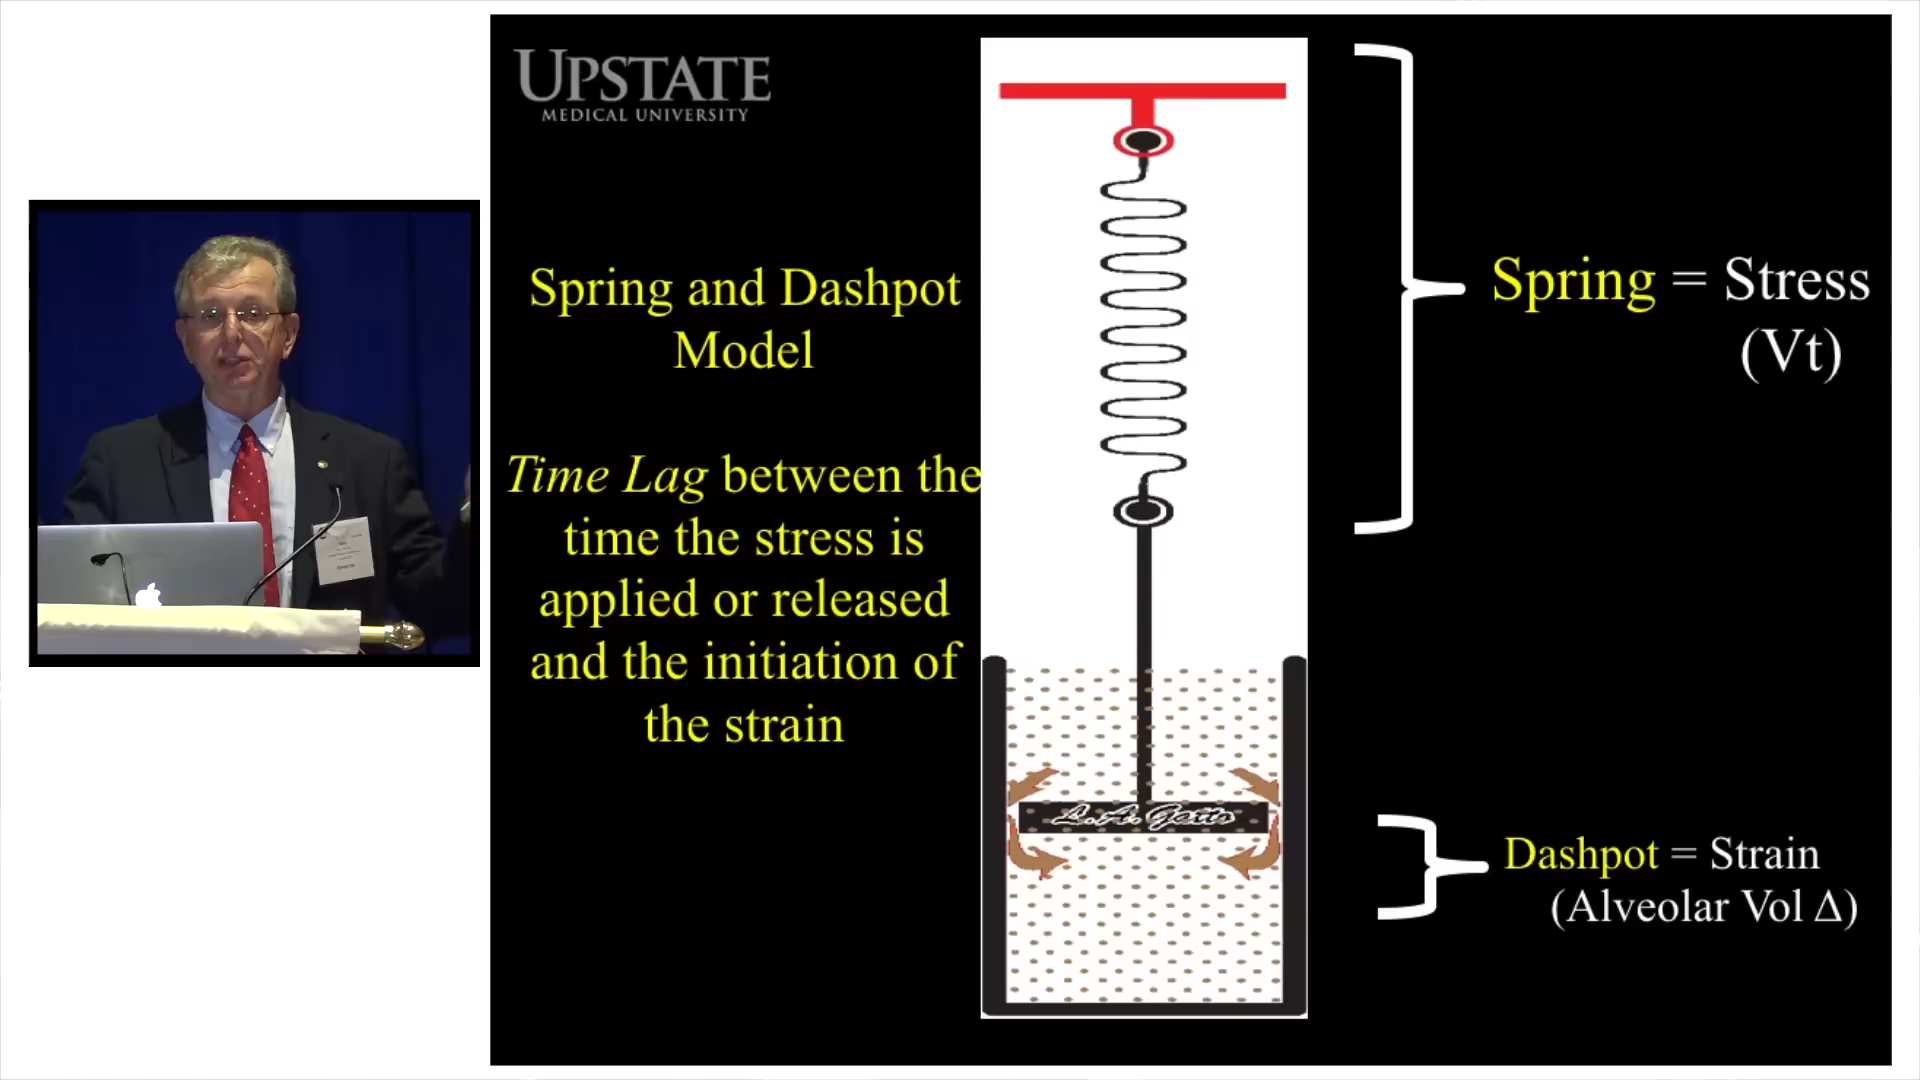 UPSTATE
MEDICAL UNIVERSITY
Spring and Dashpot
Model
Time Lag between the
time the stress is
applied or released
and the initiation of
the strain
Spring = Stress
(Vt)
L.A. Gatto
Dashpot = Strain
(Alveolar Vol Δ)